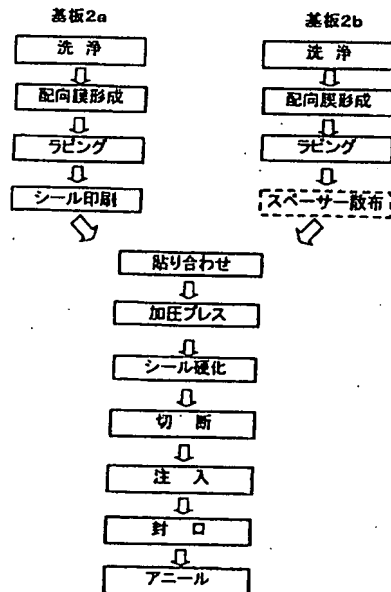 基板2a
洗 浄
配向膜形成
ラビング
シール印刷
基板2b
洗 浄
配向膜形成
ラビング
スペーサー散布
貼り合わせ
加圧プレス
シール硬化
切 断
注 入
封 口
アニール